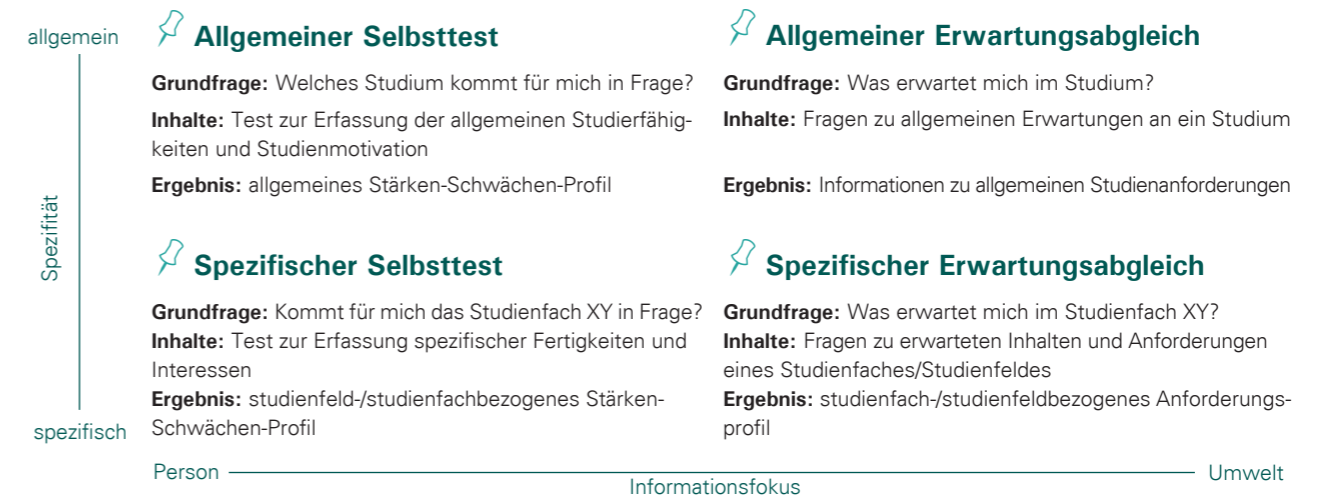 allgemein
Allgemeiner Selbsttest
Grundfrage: Welches Studium kommt für mich in Frage?
Inhalte: Test zur Erfassung der allgemeinen Studierfähig-
keiten und Studienmotivation
Ergebnis: allgemeines Stärken-Schwächen-Profil
Allgemeiner Erwartungsabgleich
Grundfrage: Was erwartet mich im Studium?
Inhalte: Fragen zu allgemeinen Erwartungen an ein Studium
Ergebnis: Informationen zu allgemeinen Studienanforderungen
Spezifität
Spezifischer Selbsttest
Grundfrage: Kommt für mich das Studienfach XY in Frage?
Inhalte: Test zur Erfassung spezifischer Fertigkeiten und
Interessen
Ergebnis: studienfeld-/studienfachbezogenes Stärken-
Schwächen-Profil
Spezifischer Erwartungsabgleich
Grundfrage: Was erwartet mich im Studienfach XY?
Inhalte: Fragen zu erwarteten Inhalten und Anforderungen
eines Studienfaches/Studienfeldes
Ergebnis: studienfach-/studienfeldbezogenes Anforderungs-
profil
spezifisch
Person
Informationsfokus
Umwelt